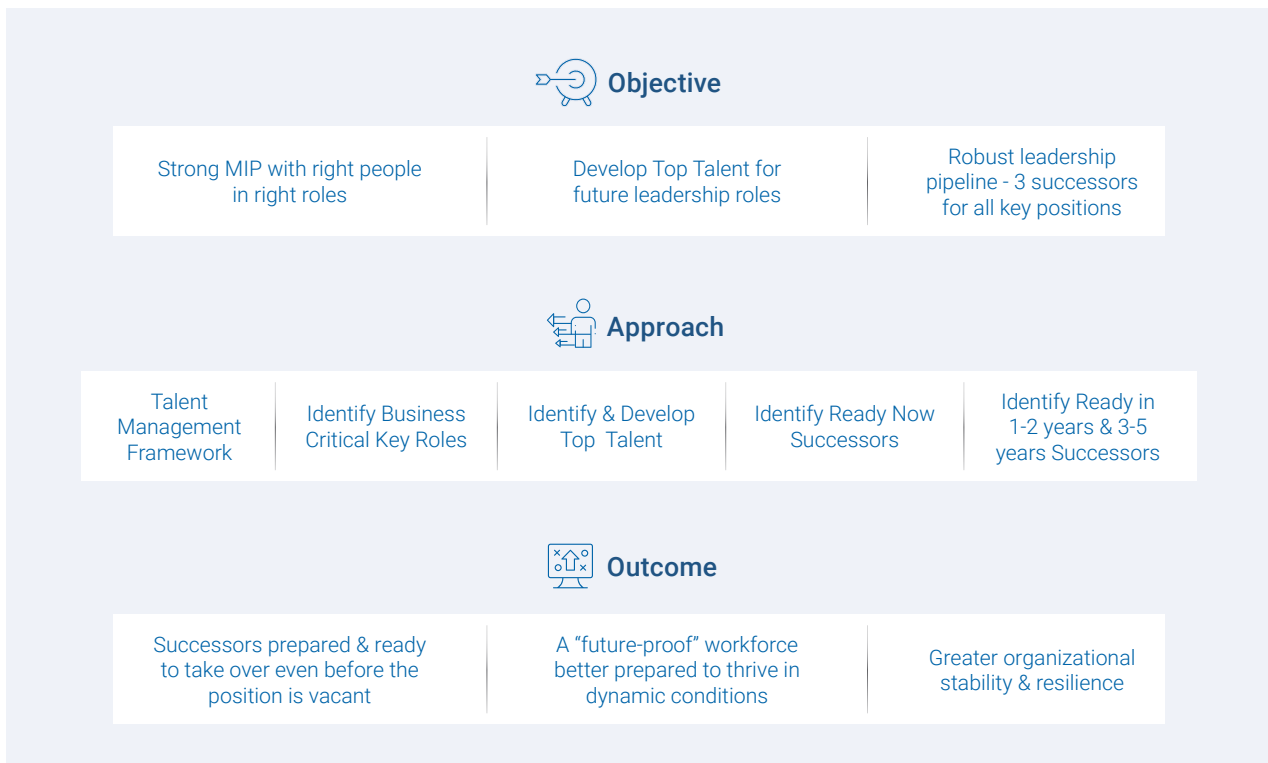 Objective
Strong MIP with right people
in right roles
Develop Top Talent for
future leadership roles
Robust leadership
pipeline - 3 successors
for all key positions
Approach
Talent
Management
Framework
Identify Business
Critical Key Roles
Identify & Develop
Top Talent
Identify Ready Now
Successors
Identify Ready in
1-2 years & 3-5
years Successors
Outcome
Successors prepared & ready
to take over even before the
position is vacant
A “future-proof” workforce
better prepared to thrive in
dynamic conditions
Greater organizational
stability & resilience